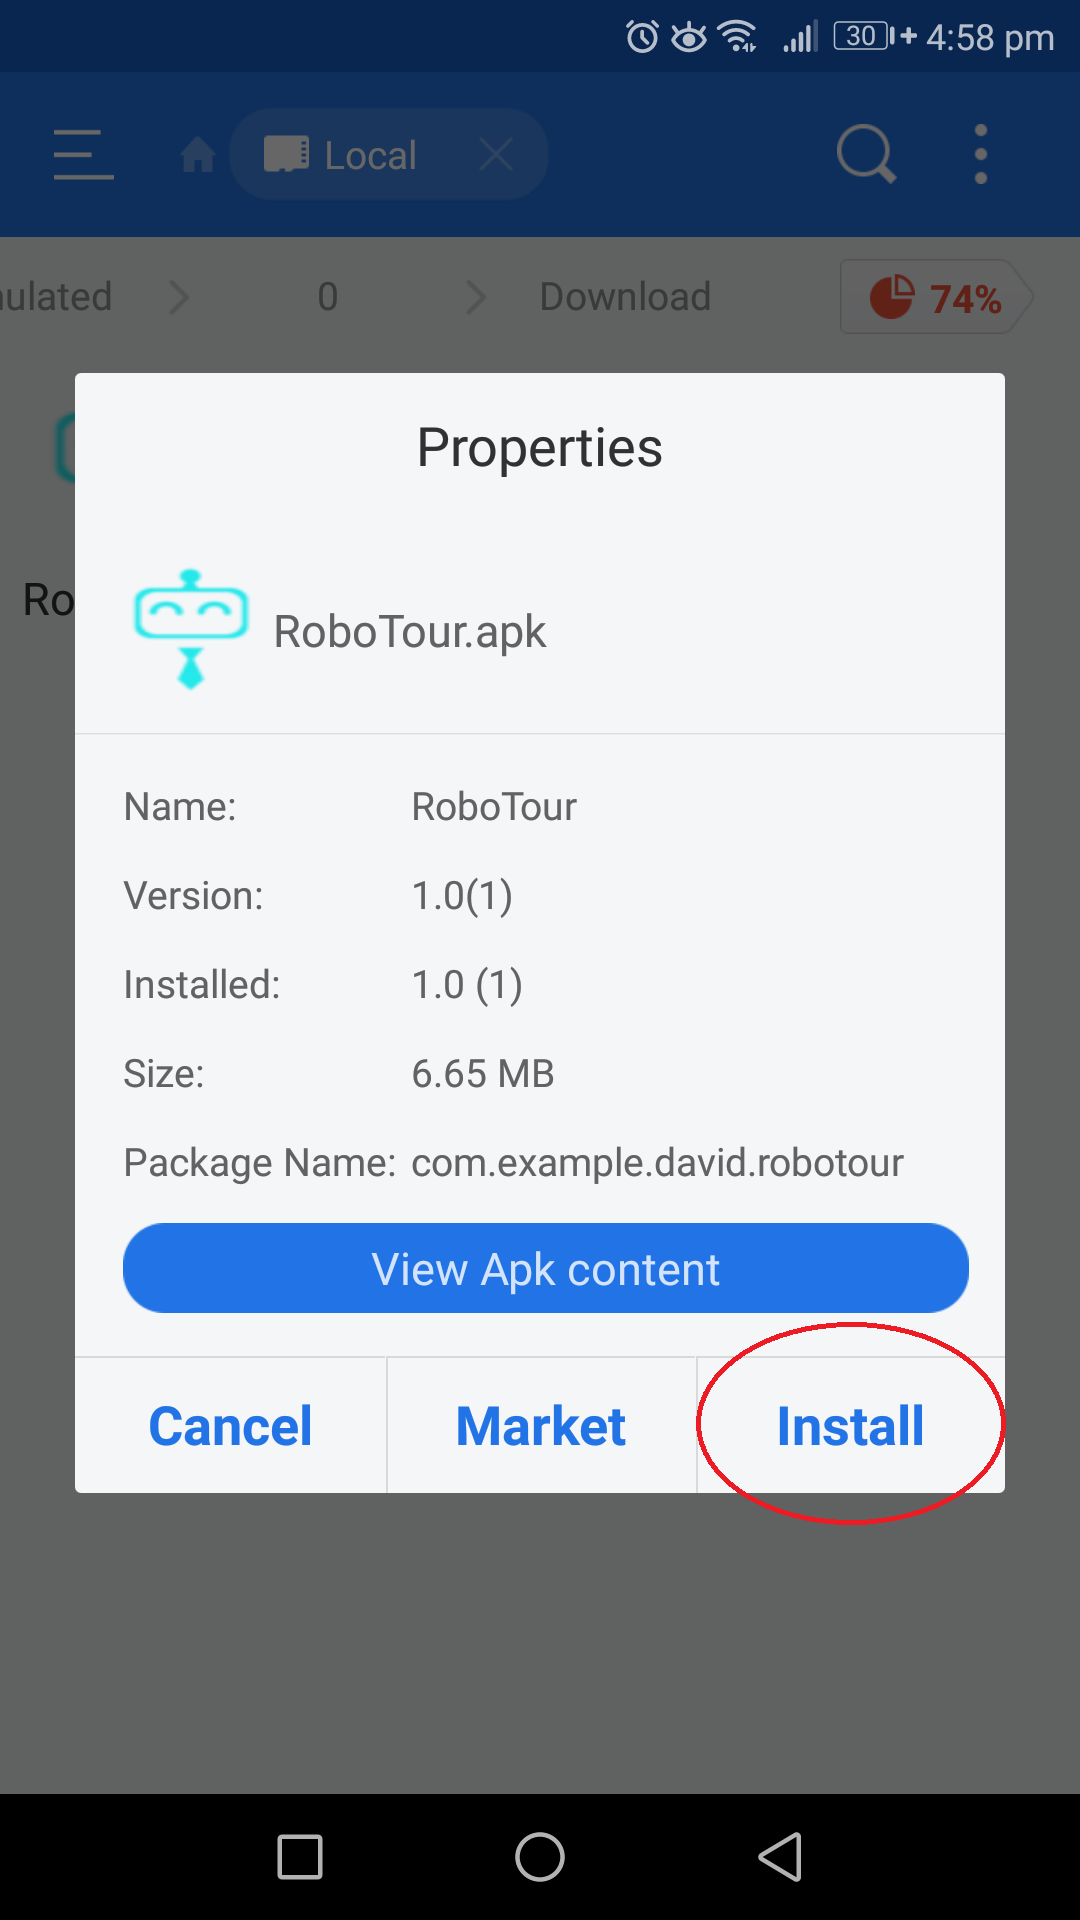 30 4:58 pm
Local
ulated 0 Download 74%
Properties
Ro
RoboTour.apk
Name: RoboTour
Version: 1.0(1)
Installed: 1.0 (1)
Size: 6.65 MB
Package Name: com.example.david.robotour
View Apk content
Cancel Market Install